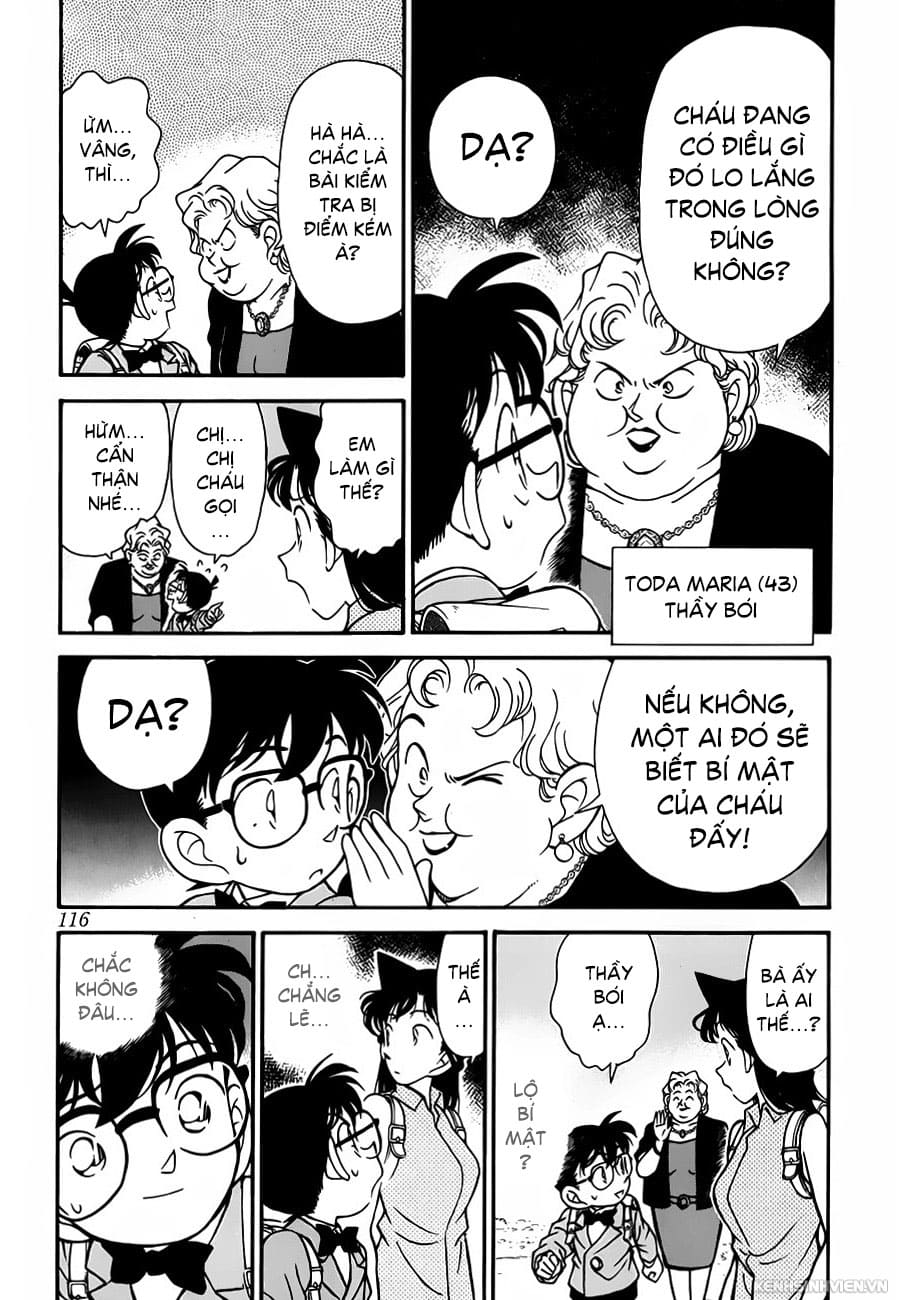 CHÁU ĐANG
CÓ ĐIỀU GÌ
ĐÓ LO LẮNG
TRONG LÒNG
ĐÚNG
KHÔNG?
DẠ?
TODA MARIA (43)
THẦY BÓI
HÀ HÀ...
CHẮC LÀ
BÀI KIỂM
TRA BỊ
ĐIỂM KÉM
À?
ỪM...
VÂNG,
THÌ...
EM
LÀM GÌ
THẾ?
CHỊ...
CHỊ
CHÁU
GỌI
...
HỪM...
CẨN
THẬN
NHÉ...
NẾU KHÔNG,
MỘT AI ĐÓ SẼ
BIẾT BÍ MẬT
CỦA CHÁU
ĐẤY!
DẠ?
116
BÀ ẤY
LÀ AI
THẾ...?
THẦY
BÓI
Ạ...
LỘ
BÍ
MẬT
?
THẾ
À
...
CH...
CHẲNG
LẼ...
CHẮC
KHÔNG
ĐÂU...
KENHSINHVIEN.VN